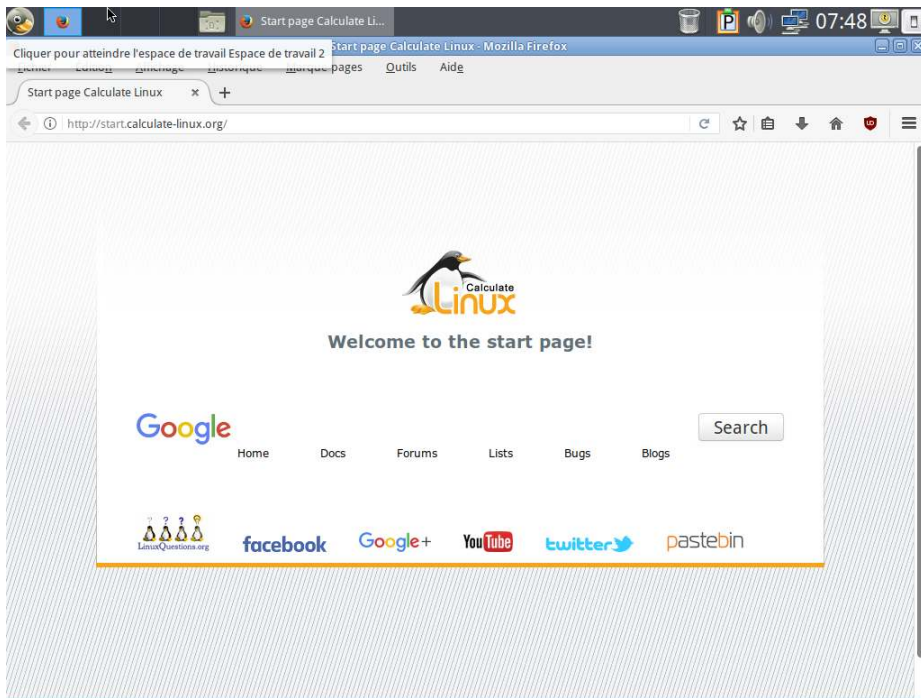 Start page Calculate Li...
07:48
Start page Calculate Linux - Mozilla Firefox
Cliquer pour atteindre l'espace de travail Espace de travail 2
pages Outils Aide
Start page Calculate Linux × +
http://start.calculate-linux.org/
Calculate
Linux
Welcome to the start page!
Google
Search
Home Docs Forums Lists Bugs Blogs
LinuxQuestions.org facebook Google+ YouTube twitter pastebin